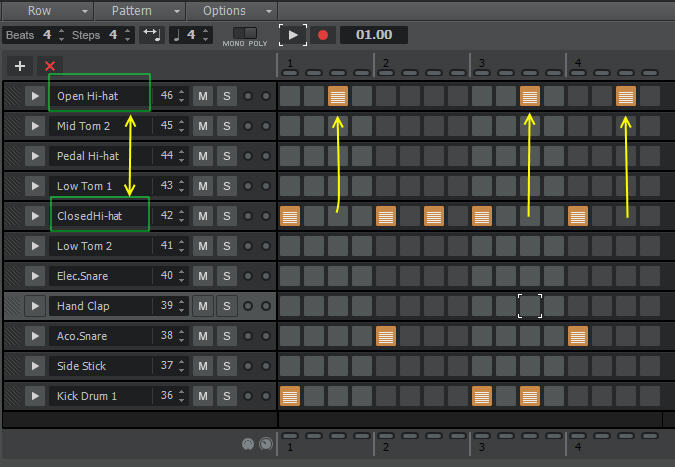 Row Pattern Options
Beats 4 Steps 4 4 MONO POLY 01.00
1 2 3 4
Open Hi-hat 46 M S
Mid Tom 2 45 M S
Pedal Hi-hat 44 M S
Low Tom 1 43 M S
ClosedHi-hat 42 M S
Low Tom 2 41 M S
Elec.Snare 40 M S
Hand Clap 39 M S
Aco.Snare 38 M S
Side Stick 37 M S
Kick Drum 1 36 M S
1 2 3 4